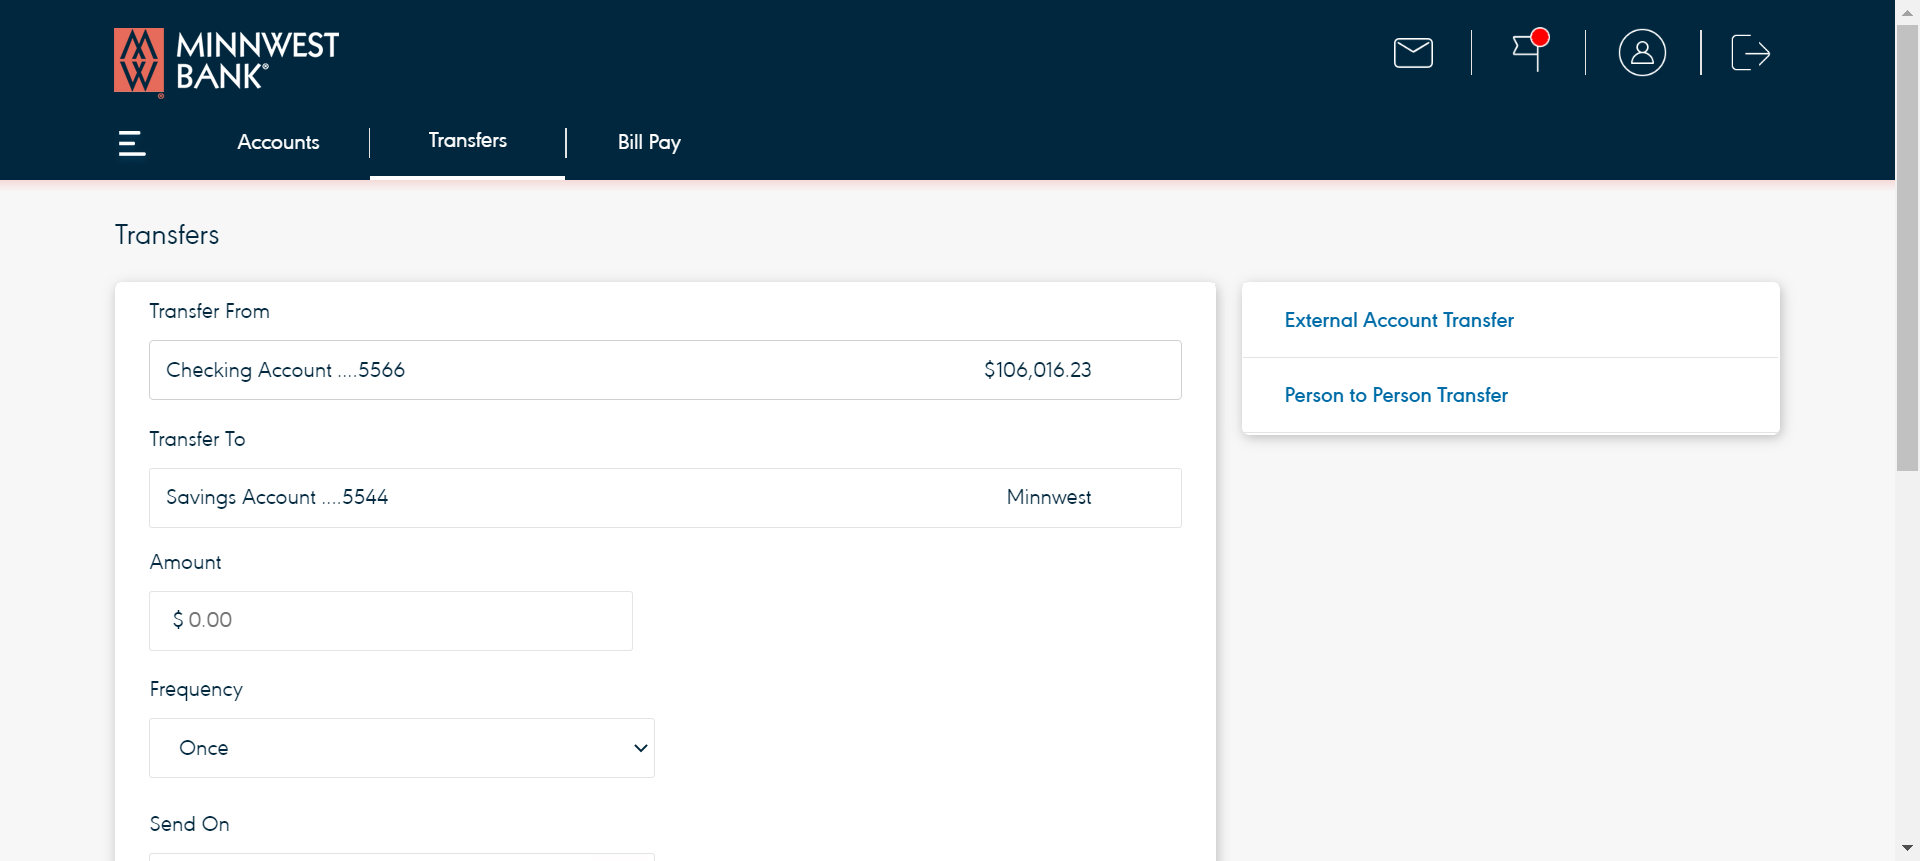 MINNWEST
BANK®
Accounts
Transfers
Bill Pay
Transfers
Transfer From
Checking Account ....5566 $106,016.23
Transfer To
Savings Account ....5544 Minnwest
Amount
$ 0.00
Frequency
Once
Send On
External Account Transfer
Person to Person Transfer